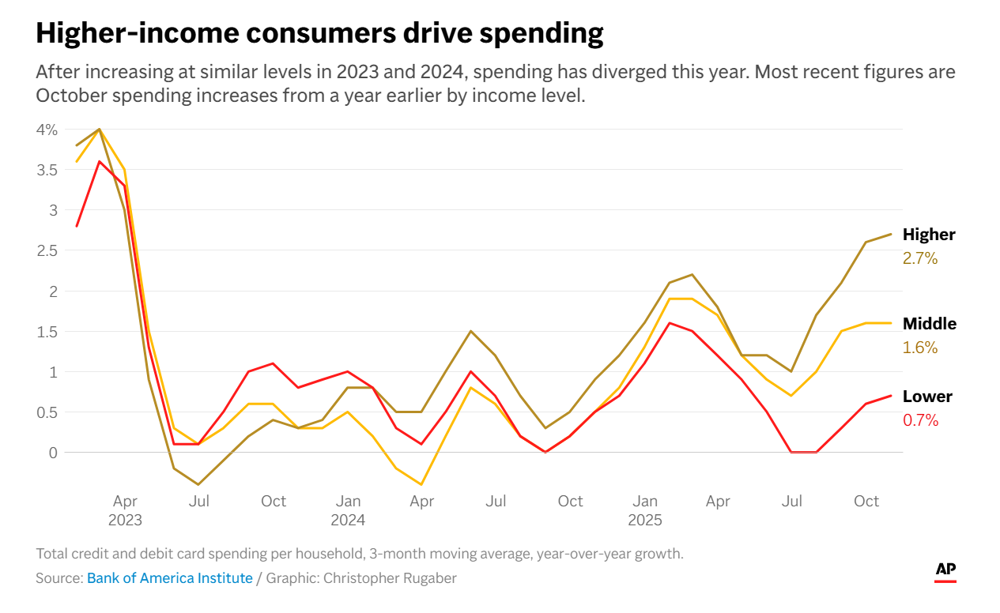 Higher-income consumers drive spending
After increasing at similar levels in 2023 and 2024, spending has diverged this year. Most recent figures are
October spending increases from a year earlier by income level.
4%
3.5
3
2.5
2
1.5
1
0.5
0
Higher
2.7%
Middle
1.6%
Lower
0.7%
Apr Jul Oct Jan Apr Jul Oct Jan Apr Jul Oct
2023 2024 2025
Total credit and debit card spending per household, 3-month moving average, year-over-year growth.
Source: Bank of America Institute / Graphic: Christopher Rugaber
AP